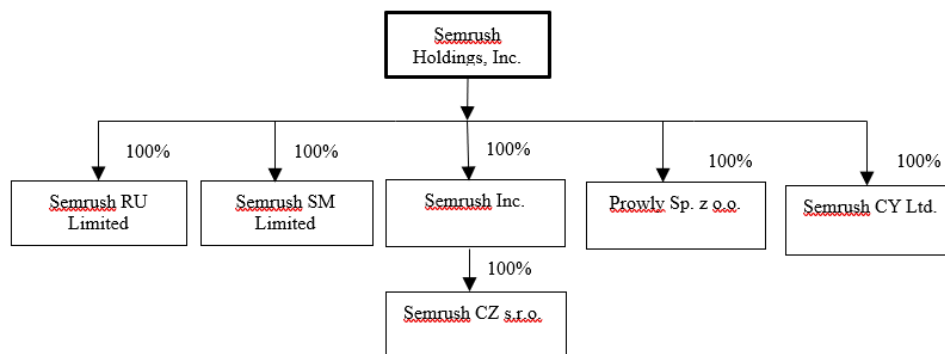 Semrush
Holdings, Inc.
100%
100%
100%
100%
100%
Semrush RU
Limited
Semrush SM
Limited
Semrush Inc.
Prowly Sp. z o.o.
Semrush CY Ltd.
100%
Semrush CZ s.r.o.